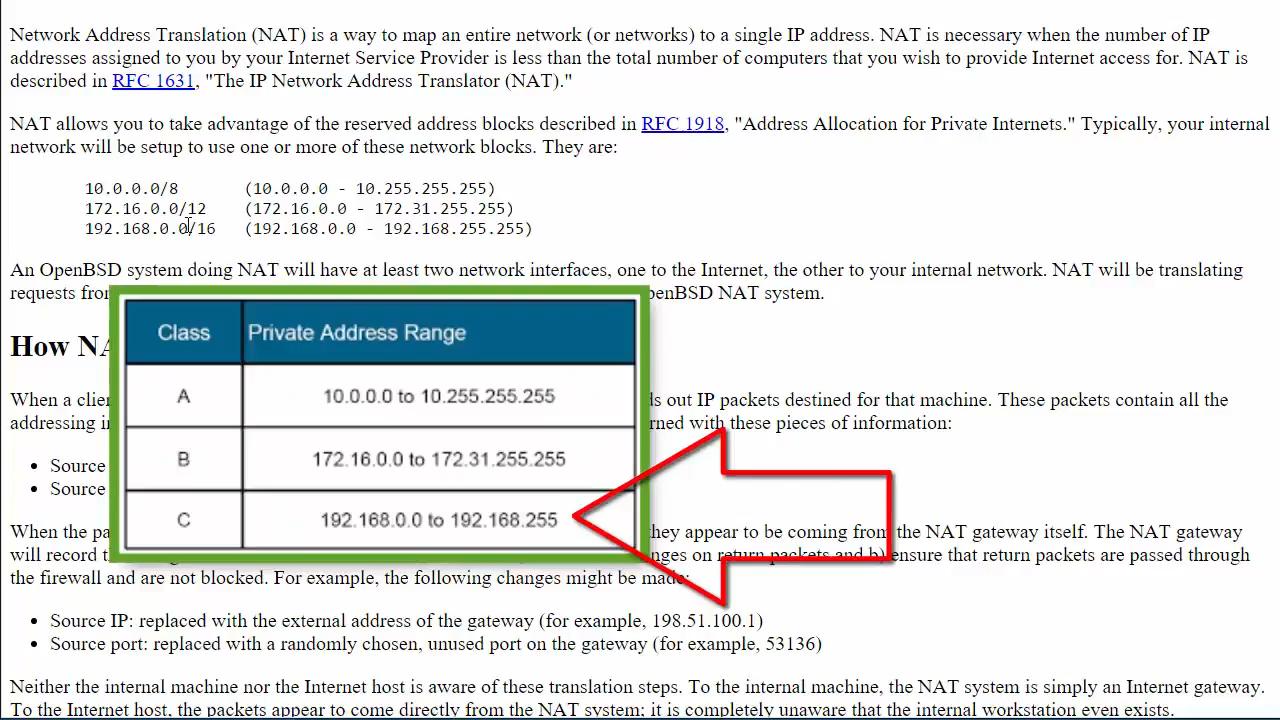 Network Address Translation (NAT) is a way to map an entire network (or networks) to a single IP address. NAT is necessary when the number of IP
addresses assigned to you by your Internet Service Provider is less than the total number of computers that you wish to provide Internet access for. NAT is
described in RFC 1631, "The IP Network Address Translator (NAT)."
NAT allows you to take advantage of the reserved address blocks described in RFC 1918, "Address Allocation for Private Internets." Typically, your internal
network will be setup to use one or more of these network blocks. They are:
10.0.0.0/8 (10.0.0.0 - 10.255.255.255)
172.16.0.0/12 (172.16.0.0 - 172.31.255.255)
192.168.0.0/16 (192.168.0.0 - 192.168.255.255)
An OpenBSD system doing NAT will have at least two network interfaces, one to the Internet, the other to your internal network. NAT will be translating
requests NAT system.
Class Private Address Range
How
A 10.0.0.0 to 10.255.255.255
When a out IP packets destined for that machine. These packets contain all the
addressing with these pieces of information:
B 172.16.0.0 to 172.31.255.255
• Source
• Source
C 192.168.0.0 to 192.168.255
When the they appear to be coming from the NAT gateway itself. The NAT gateway
will record on return packets and b) ensure that return packets are passed through
the firewall and are not blocked. For example, the following changes might be made:
• Source IP: replaced with the external address of the gateway (for example, 198.51.100.1)
• Source port: replaced with a randomly chosen, unused port on the gateway (for example, 53136)
Neither the internal machine nor the Internet host is aware of these translation steps. To the internal machine, the NAT system is simply an Internet gateway.
To the Internet host, the packets appear to come directly from the NAT system; it is completely unaware that the internal workstation even exists.